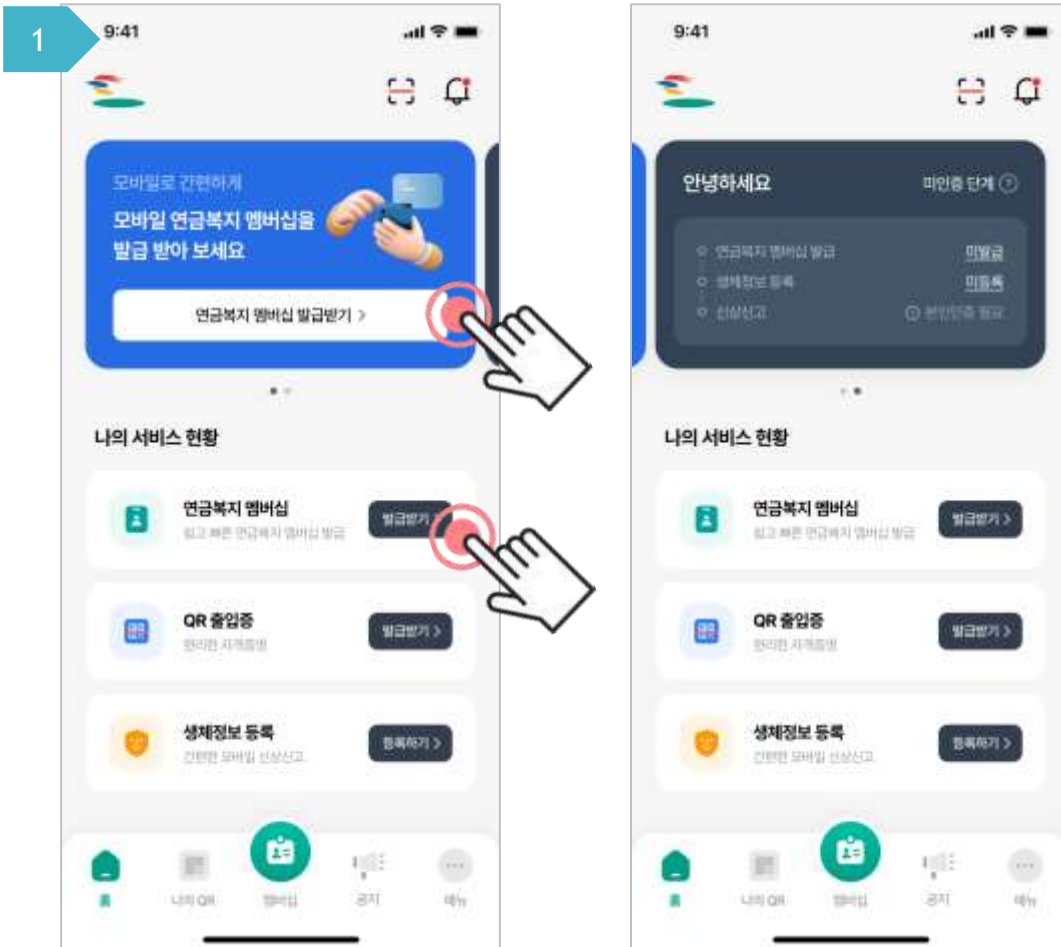 1
9:41
모바일로 간편하게
모바일 연금복지 멤버십을
발급 받아 보세요
연금복지 멤버십 발급받기 >
나의 서비스 현황
연금복지 멤버십
쉽고 빠른 연금복지 멤버십 발급
발급받기 >
QR 출입증
편리한 자격증명
발급받기 >
생체정보 등록
간편한 모바일 신상신고
등록하기 >
홈
나의 QR
멤버십
공지
메뉴
9:41
안녕하세요
미인증 단계 ?
연금복지 멤버십 발급
미발급
생체정보 등록
미등록
신상신고
본인인증 필요
나의 서비스 현황
연금복지 멤버십
쉽고 빠른 연금복지 멤버십 발급
발급받기 >
QR 출입증
편리한 자격증명
발급받기 >
생체정보 등록
간편한 모바일 신상신고
등록하기 >
홈
나의 QR
멤버십
공지
메뉴